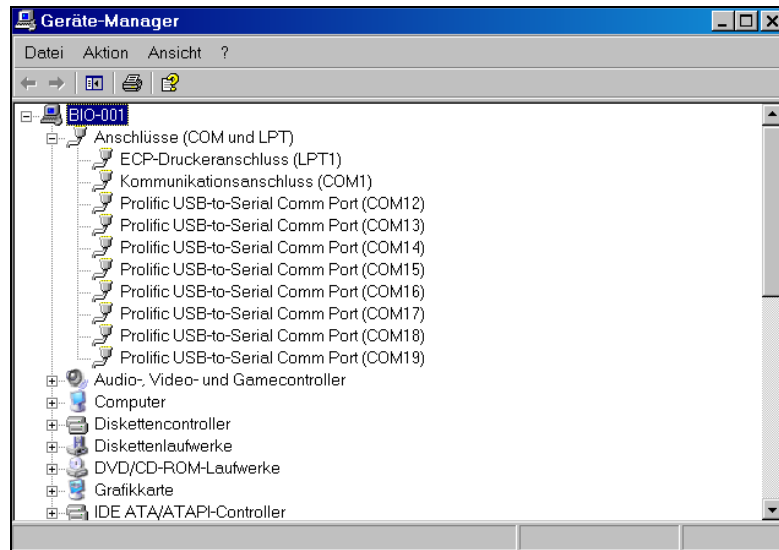 Geräte-Manager
Datei Aktion Ansicht ?
BIO-001
Anschlüsse (COM und LPT)
ECP-Druckeranschluss (LPT1)
Kommunikationsanschluss (COM1)
Prolific USB-to-Serial Comm Port (COM12)
Prolific USB-to-Serial Comm Port (COM13)
Prolific USB-to-Serial Comm Port (COM14)
Prolific USB-to-Serial Comm Port (COM15)
Prolific USB-to-Serial Comm Port (COM16)
Prolific USB-to-Serial Comm Port (COM17)
Prolific USB-to-Serial Comm Port (COM18)
Prolific USB-to-Serial Comm Port (COM19)
Audio-, Video- und Gamecontroller
Computer
Diskettencontroller
Diskettenlaufwerke
DVD/CD-ROM-Laufwerke
Grafikkarte
IDE ATA/ATAPI-Controller